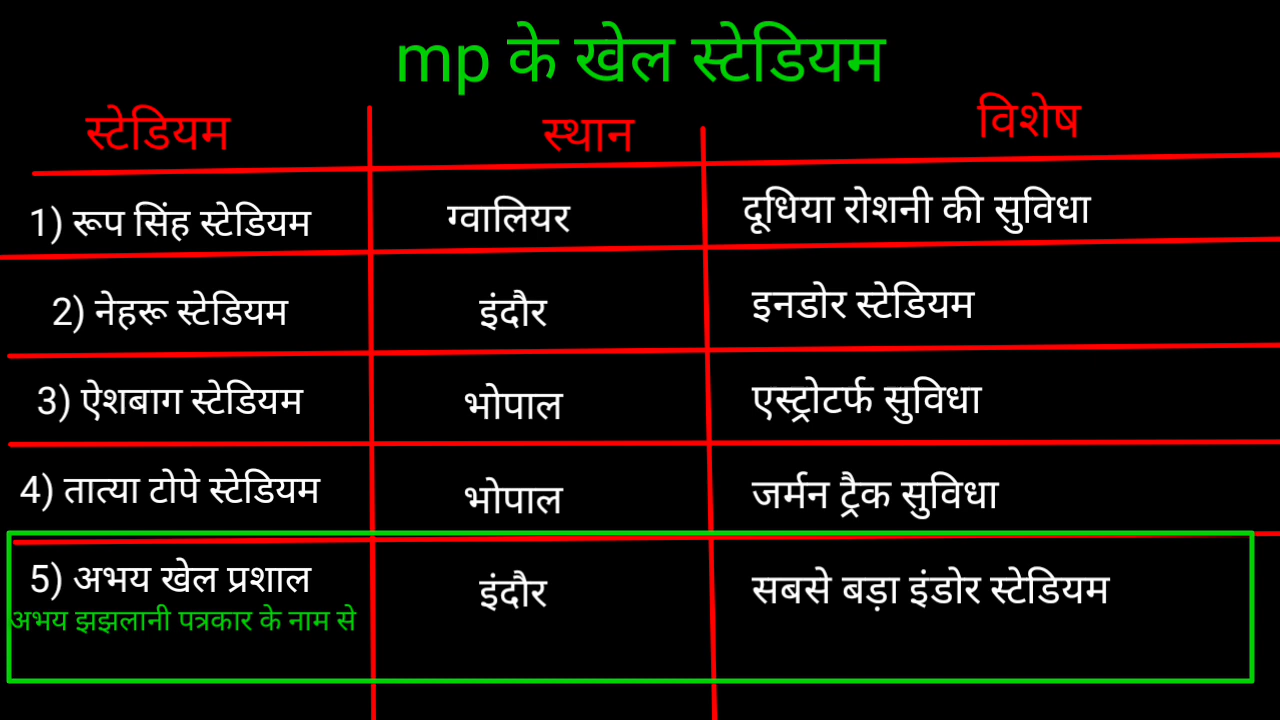 mp के खेल स्टेडियम
स्टेडियम स्थान विशेष
1) रूप सिंह स्टेडियम ग्वालियर दूधिया रोशनी की सुविधा
2) नेहरू स्टेडियम इंदौर इनडोर स्टेडियम
3) ऐशबाग स्टेडियम भोपाल एस्ट्रोटर्फ सुविधा
4) तात्या टोपे स्टेडियम भोपाल जर्मन ट्रैक सुविधा
5) अभय खेल प्रशाल इंदौर सबसे बड़ा इंडोर स्टेडियम
अभय झझलानी पत्रकार के नाम से